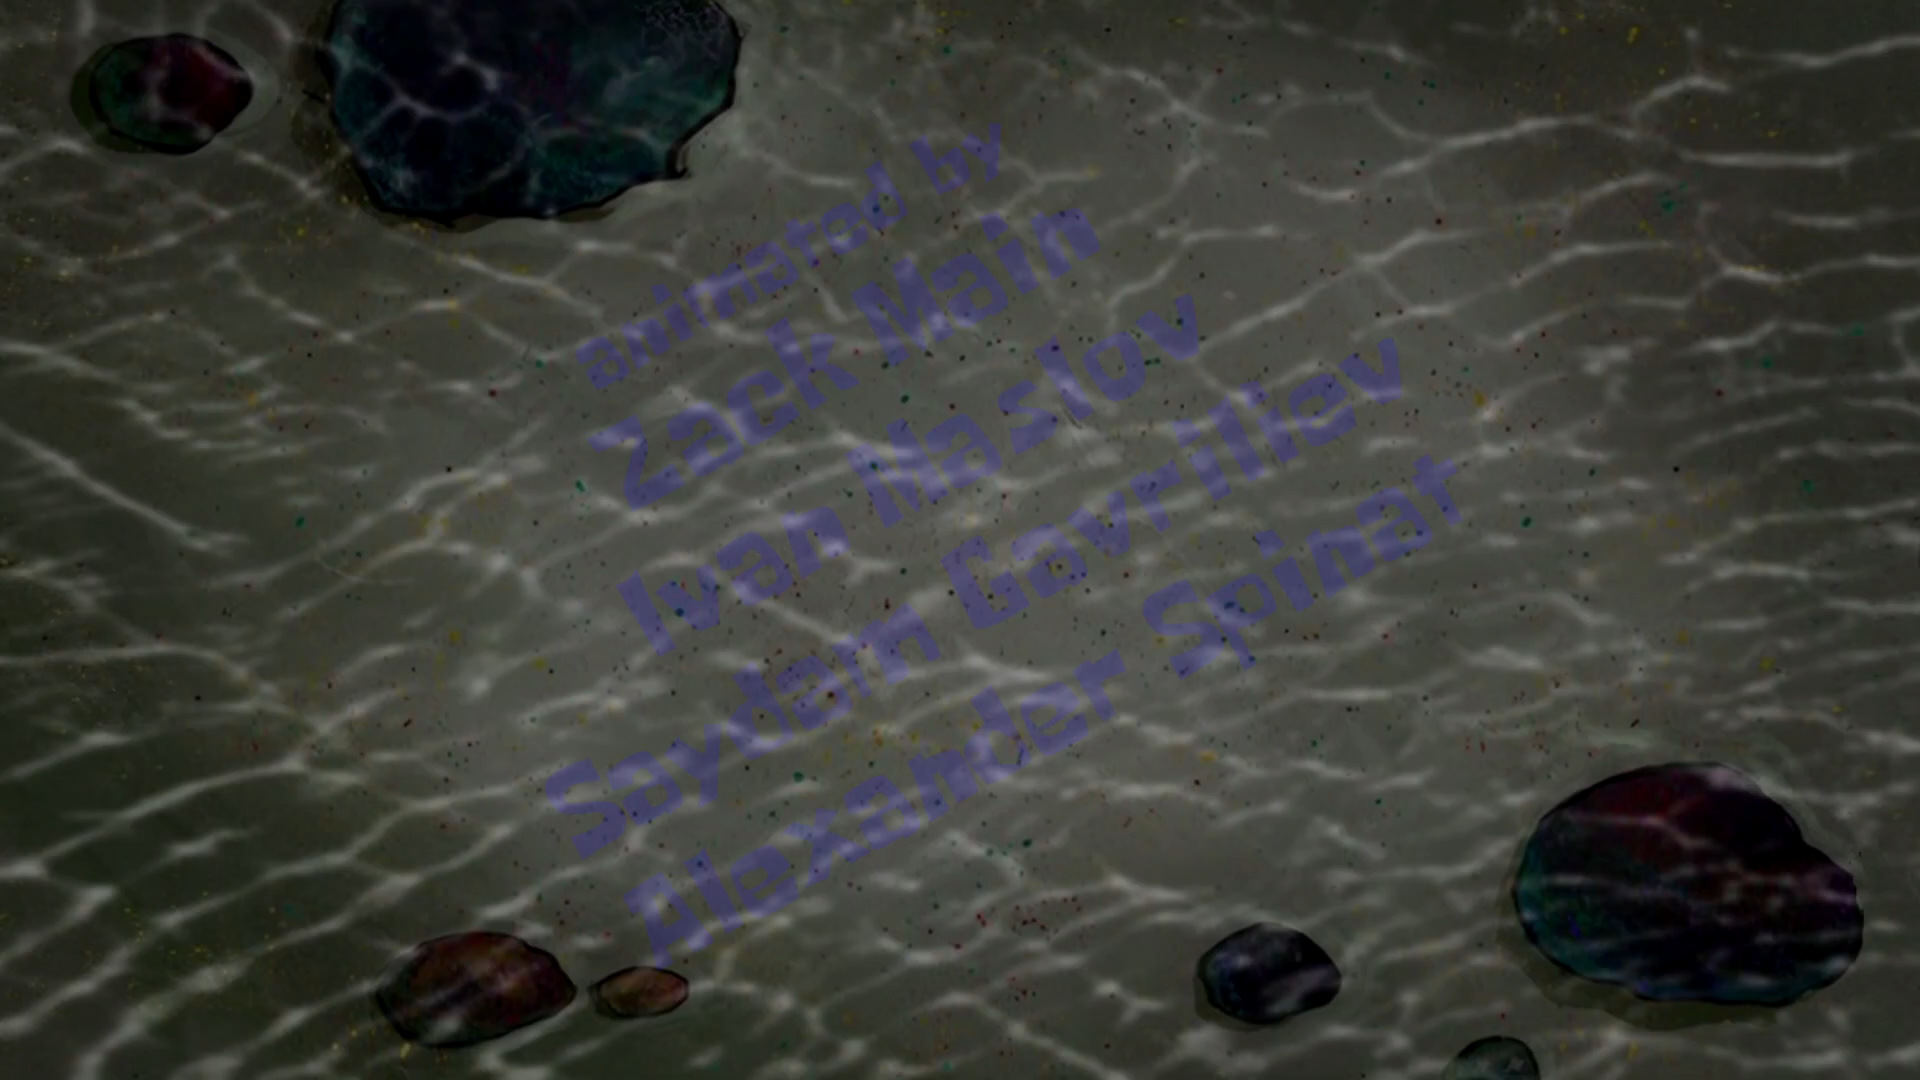 animated by
Zack Main
Ivan Maslov
Saydam Gavriliev
Alexander Spinat